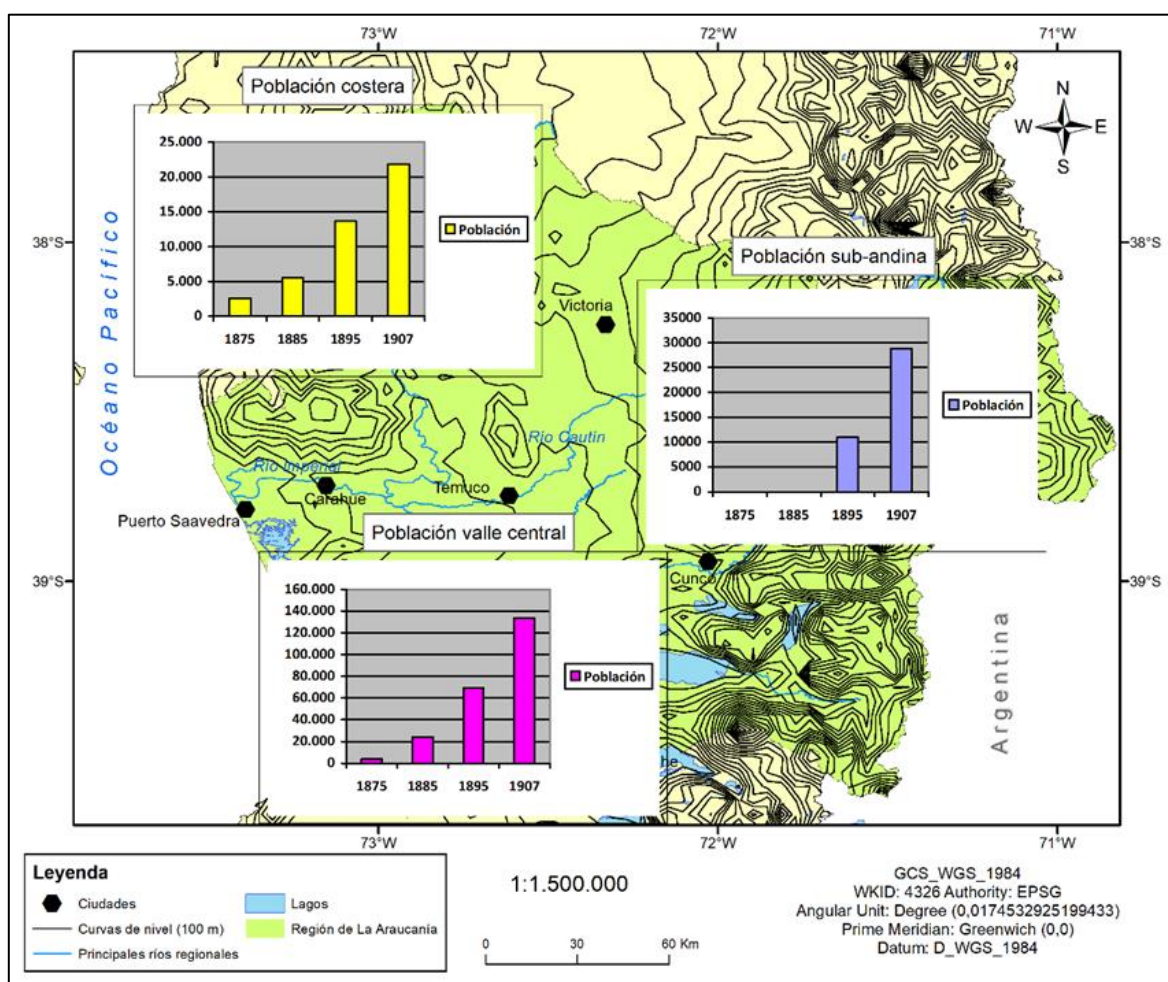 73°W
72°W
71°W
Población costera
N
W
E
S
25.000
20.000
15.000
10.000
5.000
0
1875
1885
1895
1907
Población
38°S
38°S
Océano Pacífico
Población sub-andina
Victoria
35000
30000
25000
20000
15000
10000
5000
0
1875
1885
1895
1907
Población
Río Cautín
Río Imperial
Carahue
Temuco
Puerto Saavedra
Población valle central
39°S
39°S
Cunco
160.000
140.000
120.000
100.000
80.000
60.000
40.000
20.000
0
1875
1885
1895
1907
Población
Argentina
he
73°W
72°W
71°W
Leyenda
Ciudades
Lagos
Curvas de nivel (100 m)
Región de La Araucanía
Principales ríos regionales
1:1.500.000
0
30
60 Km
GCS_WGS_1984
WKID: 4326 Authority: EPSG
Angular Unit: Degree (0,0174532925199433)
Prime Meridian: Greenwich (0,0)
Datum: D_WGS_1984